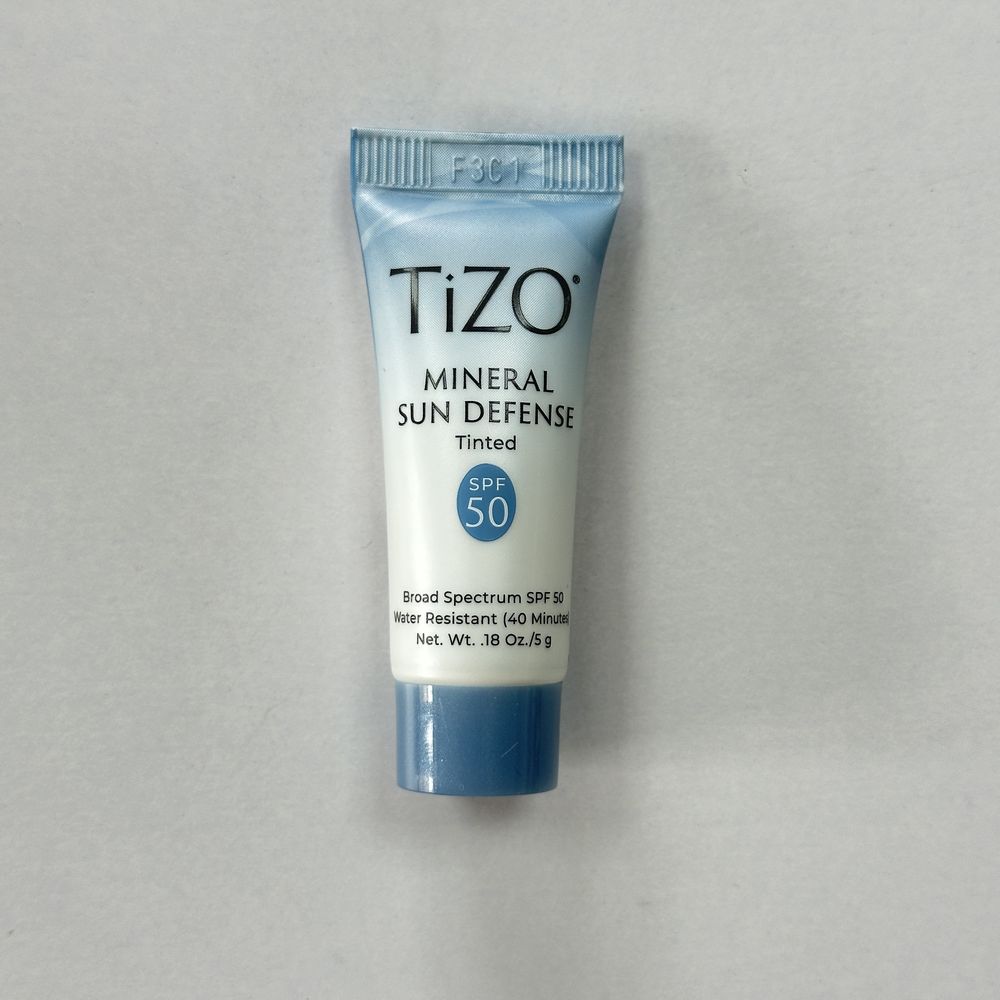 F3C1
TiZO®
MINERAL
SUN DEFENSE
Tinted
SPF
50
Broad Spectrum SPF 50
Water Resistant (40 Minutes)
Net. Wt. .18 Oz./5 g